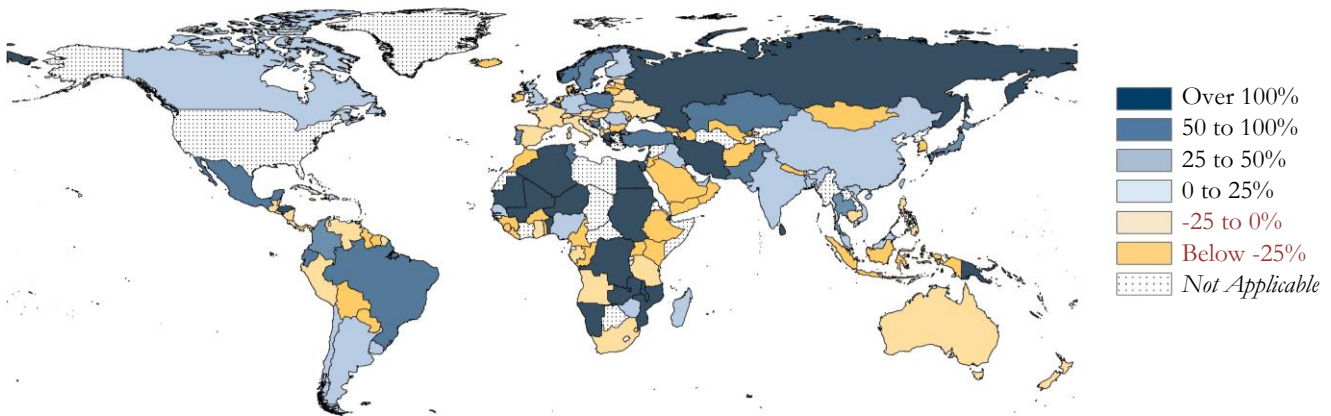 Over 100%
50 to 100%
25 to 50%
0 to 25%
-25 to 0%
Below -25%
Not Applicable